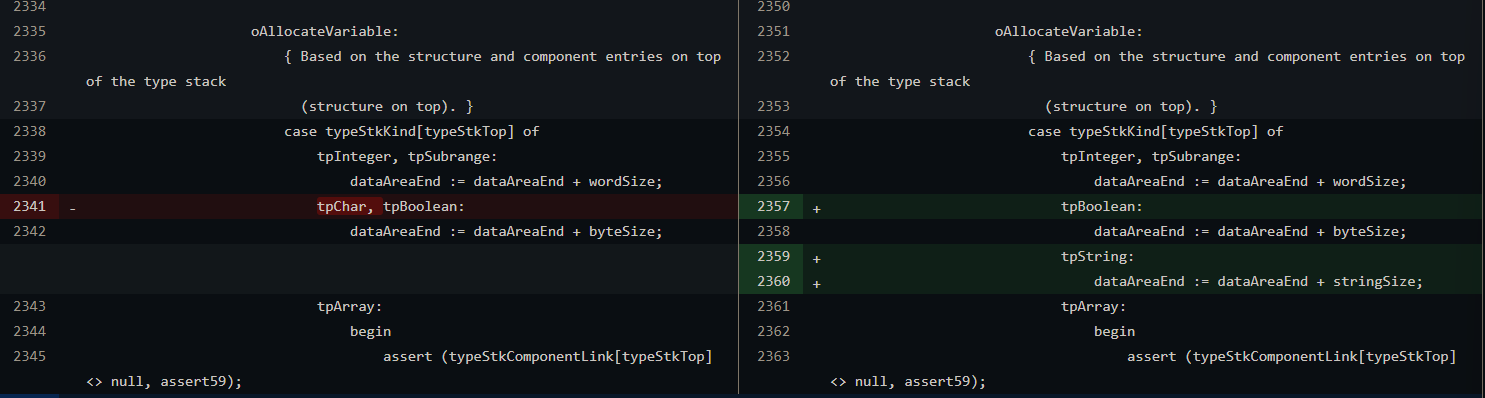 2334
2335 oAllocateVariable:
2336 { Based on the structure and component entries on top
of the type stack
2337 (structure on top). }
2338 case typeStkKind[typeStkTop] of
2339 tpInteger, tpSubrange:
2340 dataAreaEnd := dataAreaEnd + wordSize;
2341 - tpChar, tpBoolean:
2342 dataAreaEnd := dataAreaEnd + byteSize;
2343 tpArray:
2344 begin
2345 assert (typeStkComponentLink[typeStkTop]
<> null, assert59);
2350
2351 oAllocateVariable:
2352 { Based on the structure and component entries on top
of the type stack
2353 (structure on top). }
2354 case typeStkKind[typeStkTop] of
2355 tpInteger, tpSubrange:
2356 dataAreaEnd := dataAreaEnd + wordSize;
2357 + tpBoolean:
2358 dataAreaEnd := dataAreaEnd + byteSize;
2359 + tpString:
2360 + dataAreaEnd := dataAreaEnd + stringSize;
2361 tpArray:
2362 begin
2363 assert (typeStkComponentLink[typeStkTop]
<> null, assert59);